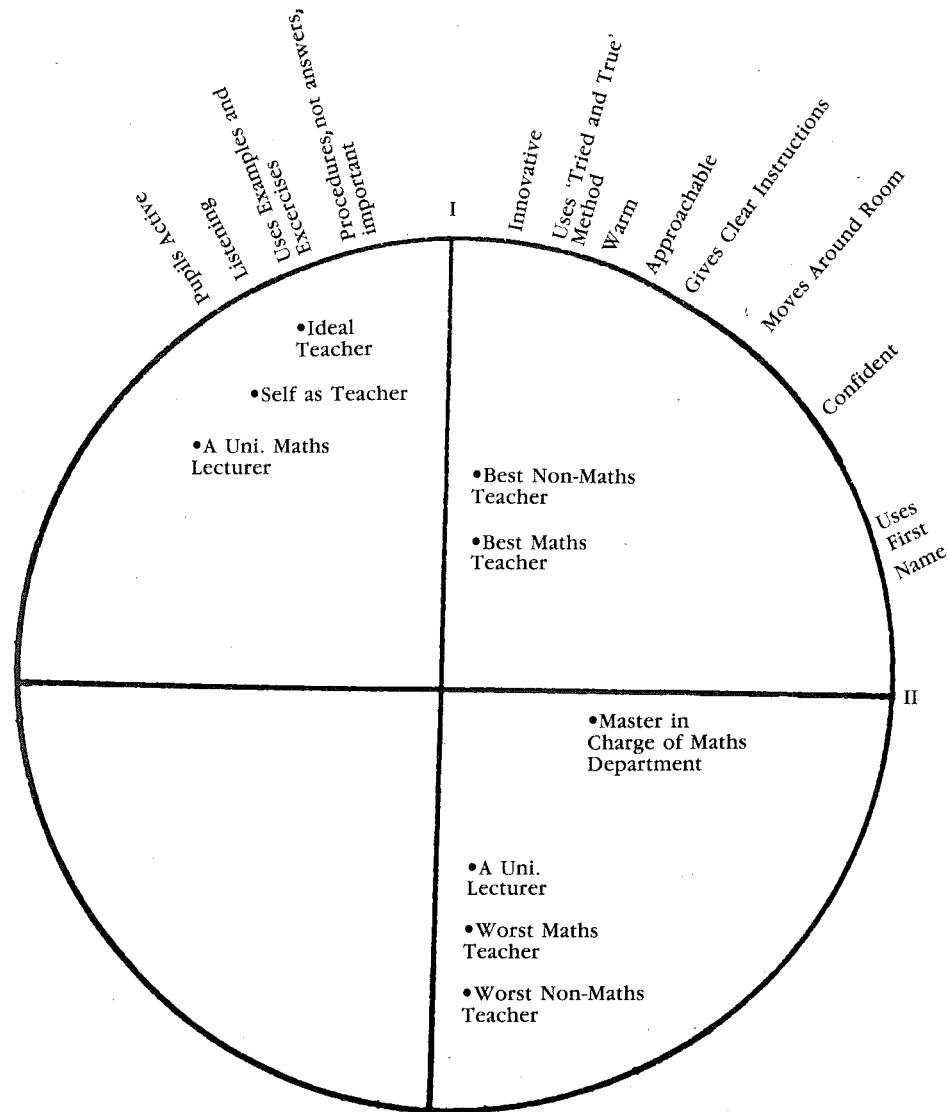 Pupils Active
Listening
Uses Examples and
Excercises
Procedures, not answers,
important
I
Innovative
Uses 'Tried and True'
Method
Warm
Approachable
Gives Clear Instructions
Moves Around Room
Confident
Uses
First
Name
•Ideal
Teacher
•Self as Teacher
•A Uni. Maths
Lecturer
•Best Non-Maths
Teacher
•Best Maths
Teacher
II
•Master in
Charge of Maths
Department
•A Uni.
Lecturer
•Worst Maths
Teacher
•Worst Non-Maths
Teacher